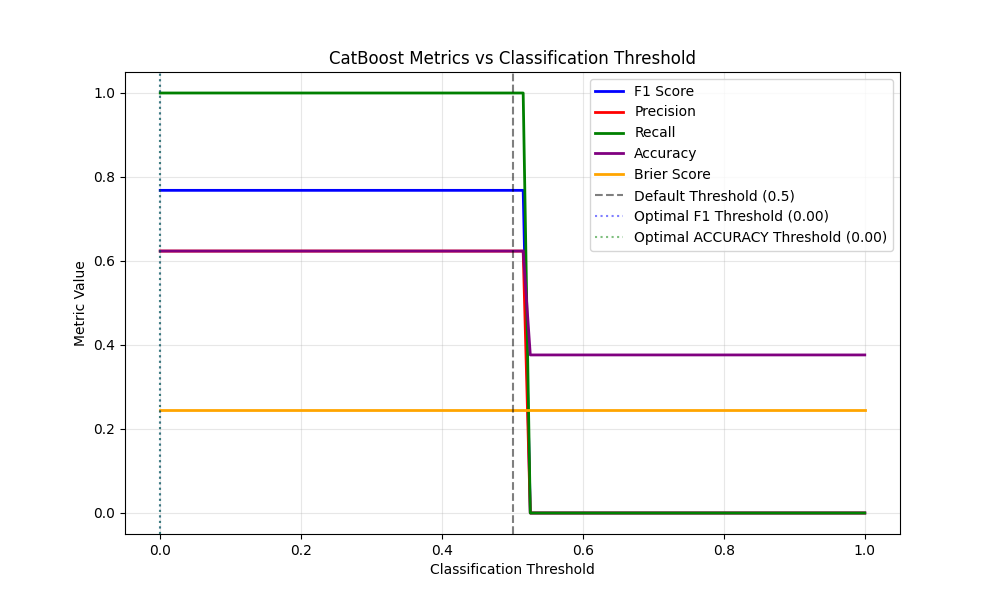 CatBoost Metrics vs Classification Threshold
F1 Score
Precision
Recall
Accuracy
Brier Score
Default Threshold (0.5)
Optimal F1 Threshold (0.00)
Optimal ACCURACY Threshold (0.00)
Metric Value
1.0
0.8
0.6
0.4
0.2
0.0
0.0 0.2 0.4 0.6 0.8 1.0
Classification Threshold